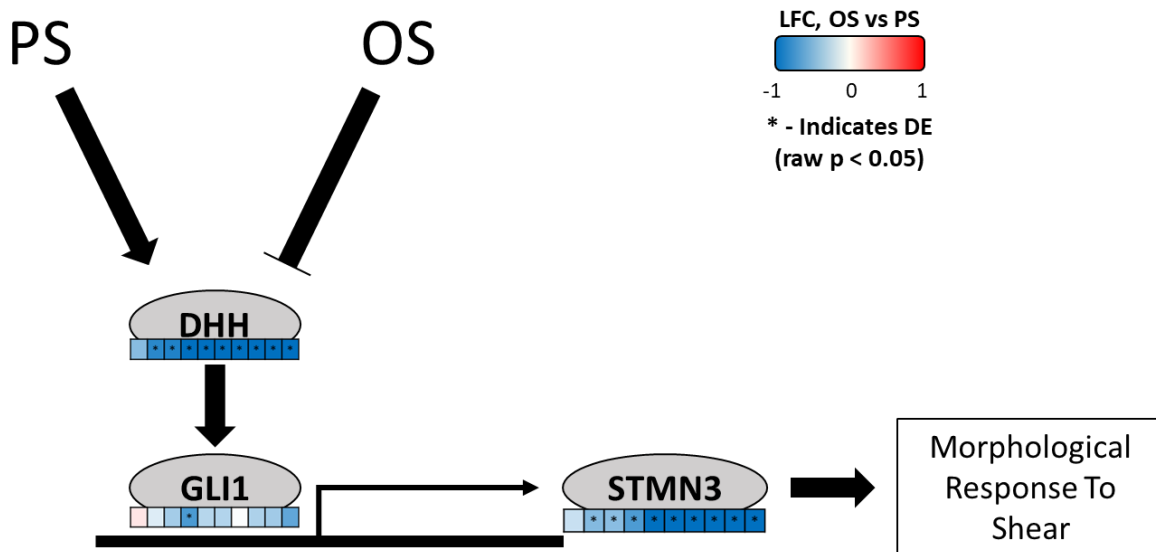 PS
OS
LFC, OS vs PS
-1 0 1
* - Indicates DE
(raw p < 0.05)
DHH
* * * * * * * * *
GLI1
*
STMN3
* * * * * * * * *
Morphological
Response To
Shear